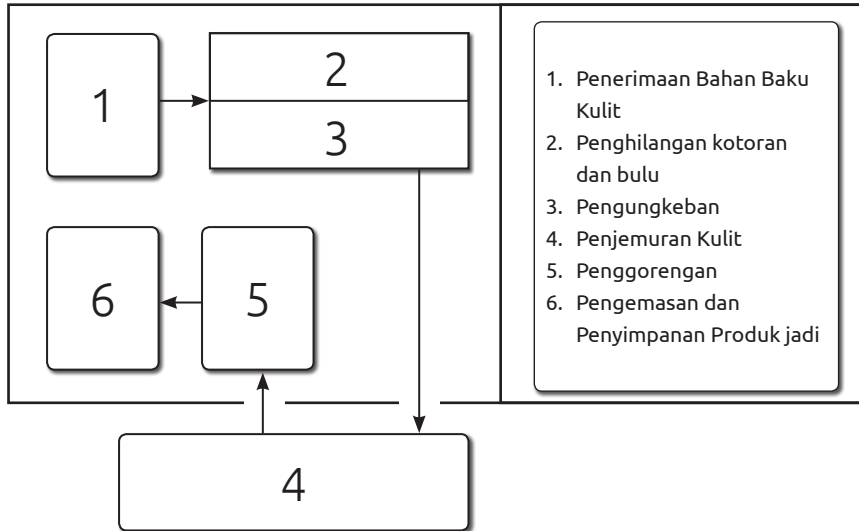 1
2
3
6
5
4
1. Penerimaan Bahan Baku
Kulit
2. Penghilangan kotoran
dan bulu
3. Pengungkeban
4. Penjemuran Kulit
5. Penggorengan
6. Pengemasan dan
Penyimpanan Produk jadi